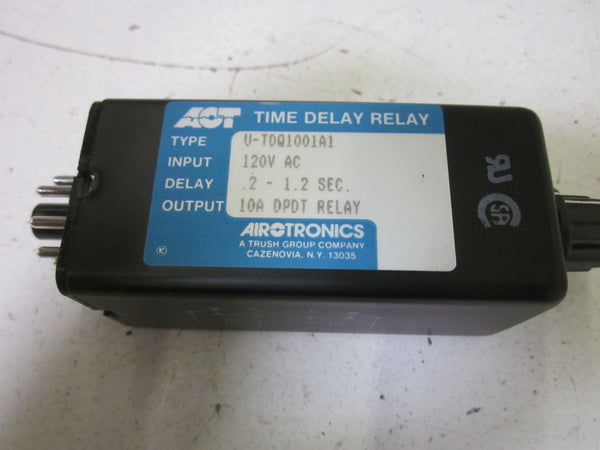 ACT TIME DELAY RELAY
TYPE U-TDQ1001A1
INPUT 120V AC
DELAY .2 - 1.2 SEC.
OUTPUT 10A DPDT RELAY
AIROTRONICS
A TRUSH GROUP COMPANY
CAZENOVIA, N.Y. 13035